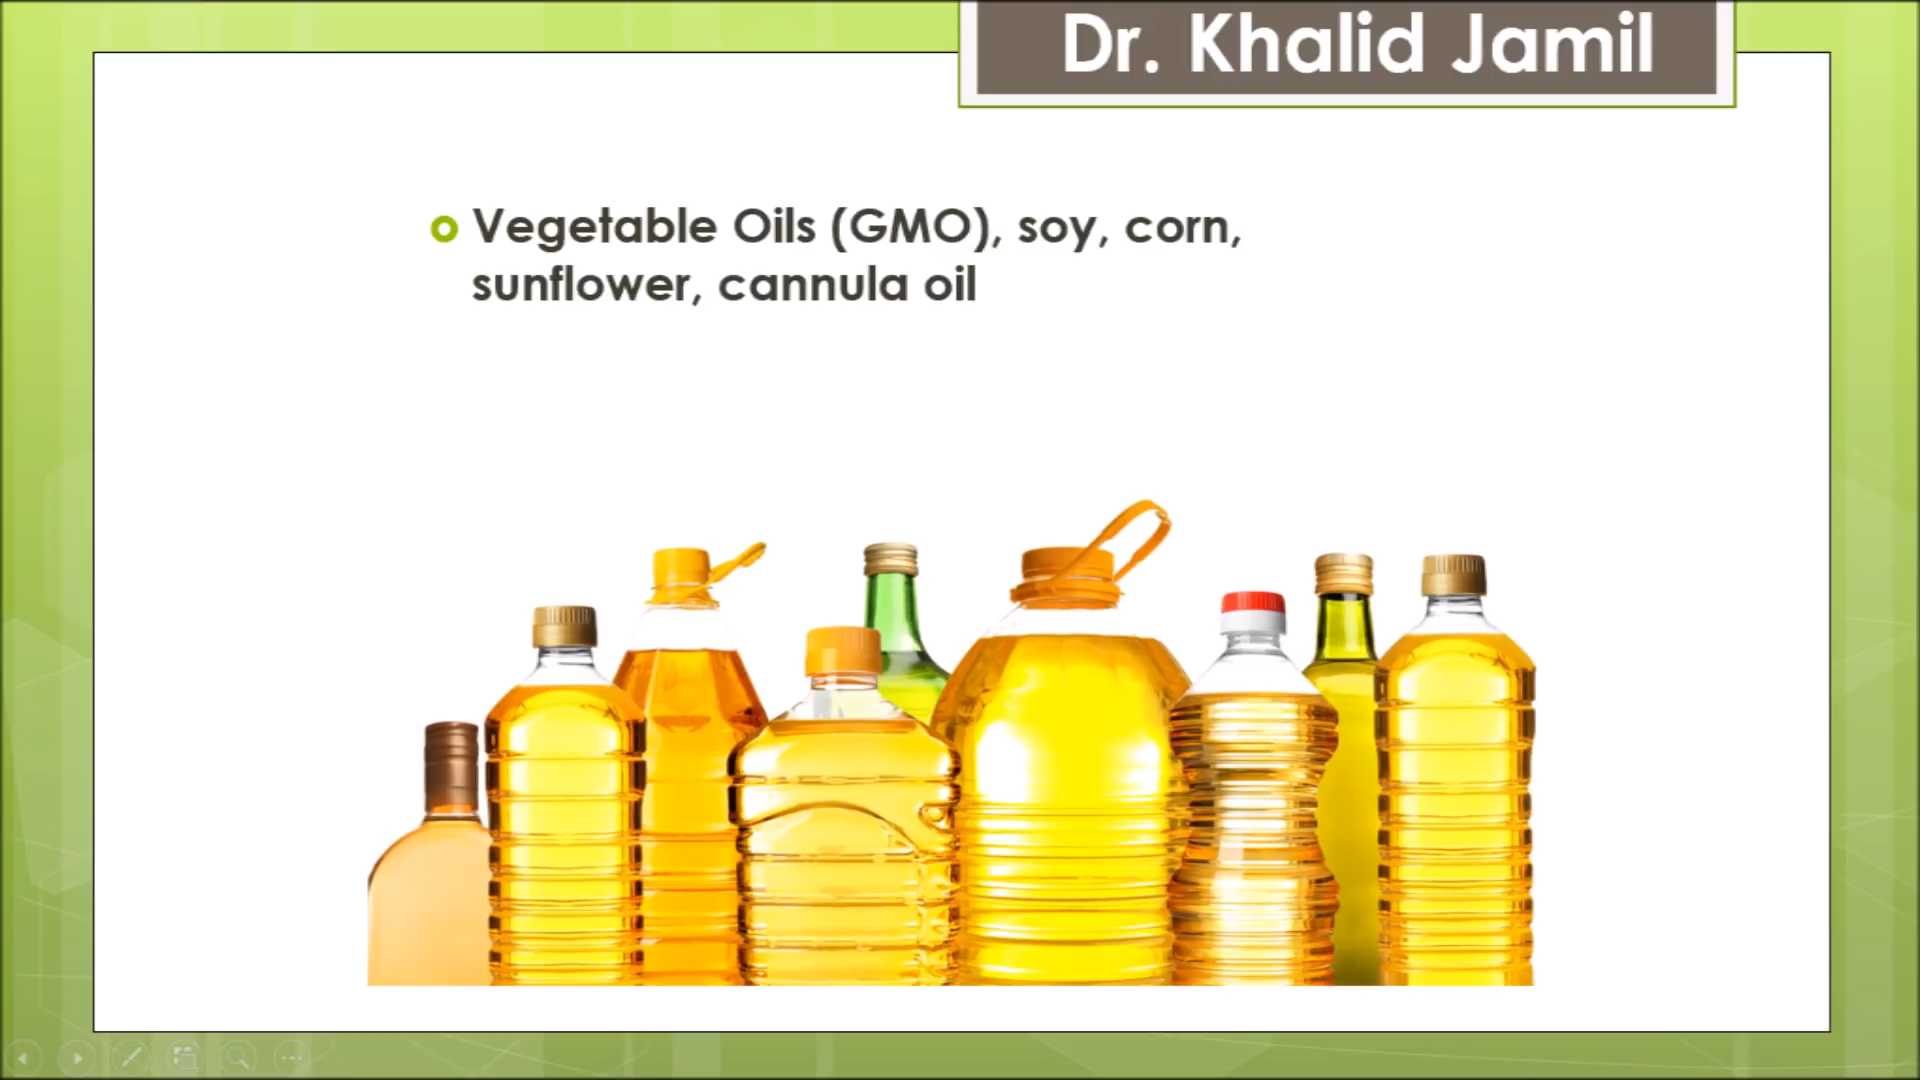 Dr. Khalid Jamil
Vegetable Oils (GMO), soy, corn,
sunflower, cannula oil